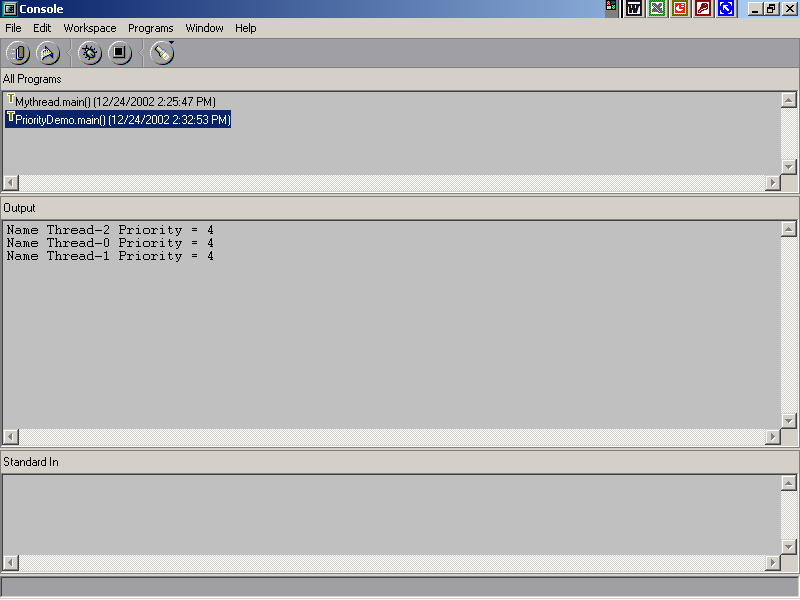 Console
File Edit Workspace Programs Window Help
All Programs
Mythread.main() (12/24/2002 2:25:47 PM)
PriorityDemo.main() (12/24/2002 2:32:53 PM)
Output
Name Thread-2 Priority = 4
Name Thread-0 Priority = 4
Name Thread-1 Priority = 4
Standard In